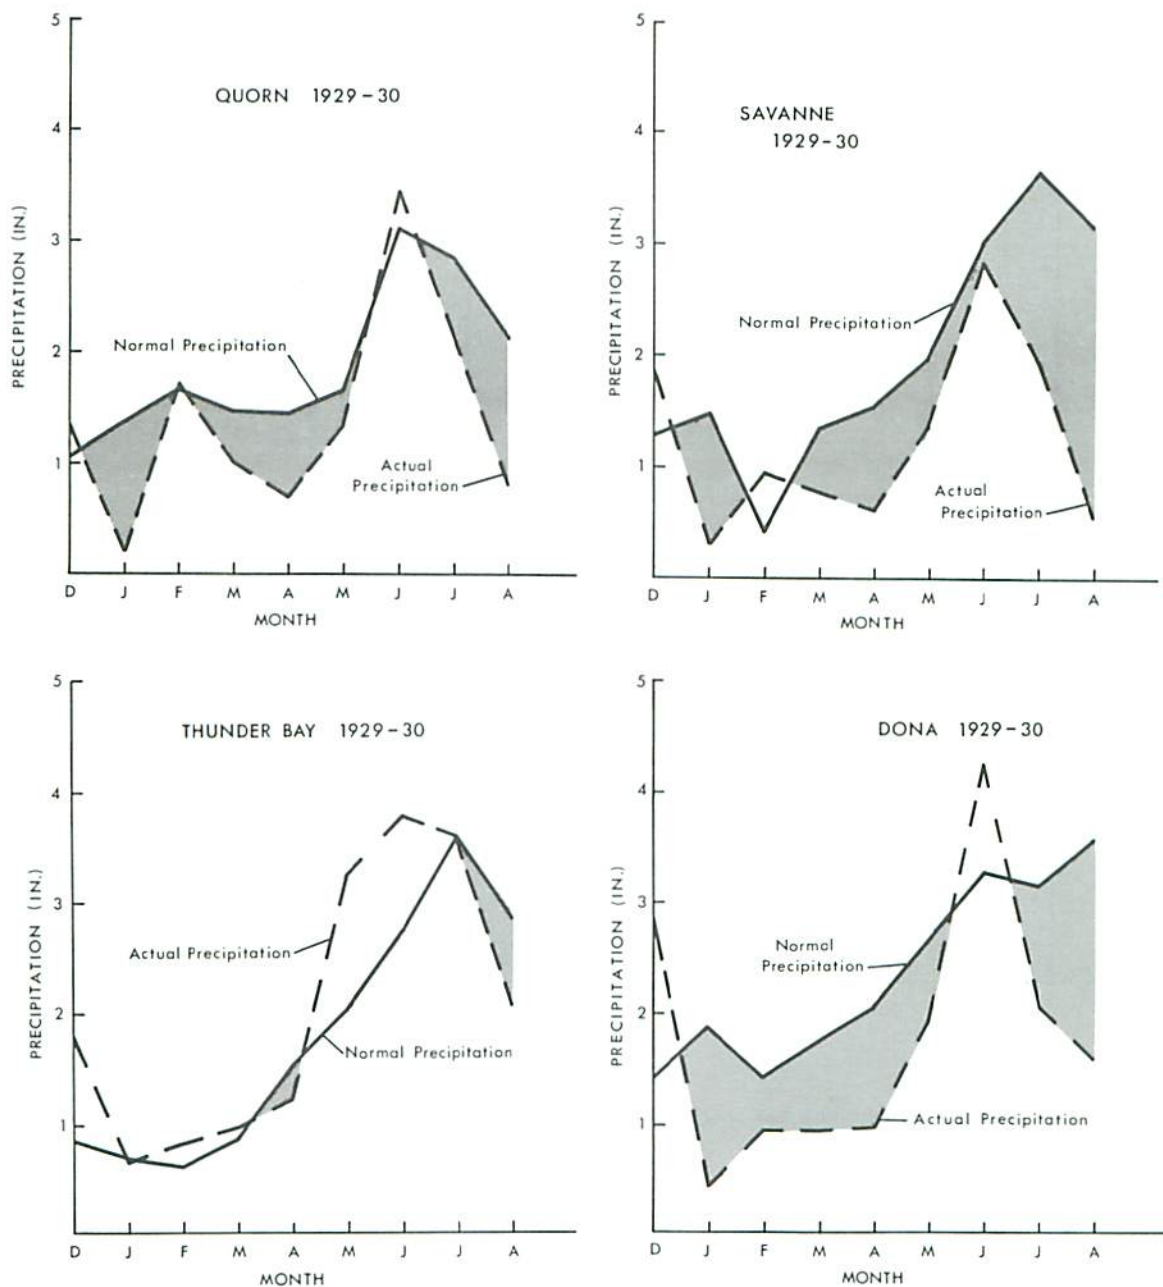 QUORN 1929-30
PRECIPITATION (IN.)
5
4
3
2
1
Normal Precipitation
Actual
Precipitation
D J F M A M J J A
MONTH
SAVANNE
1929-30
PRECIPITATION (IN.)
5
4
3
2
1
Normal Precipitation
Actual
Precipitation
D J F M A M J J A
MONTH
THUNDER BAY 1929-30
PRECIPITATION (IN.)
5
4
3
2
1
Actual Precipitation
Normal Precipitation
D J F M A M J J A
MONTH
DONA 1929-30
PRECIPITATION (IN.)
5
4
3
2
1
Normal
Precipitation
Actual Precipitation
D J F M A M J J A
MONTH